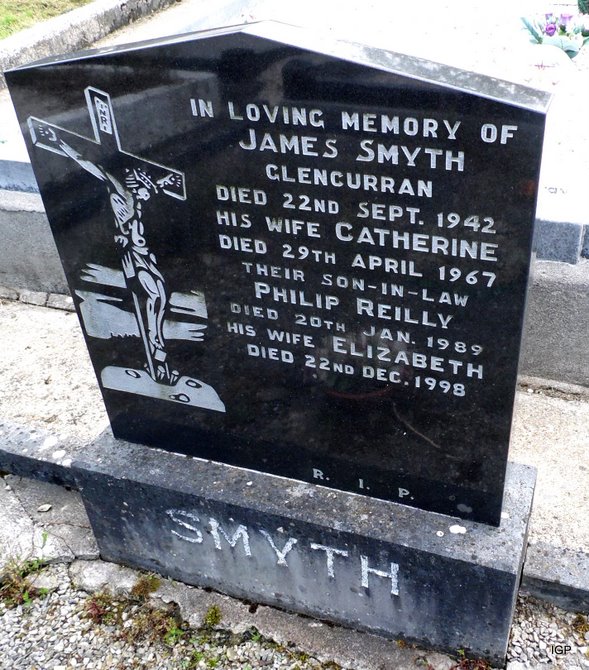 INRI
IN LOVING MEMORY OF
JAMES SMYTH
GLENCURRAN
DIED 22ND SEPT. 1942
HIS WIFE CATHERINE
DIED 29TH APRIL 1967
THEIR SON-IN-LAW
PHILIP REILLY
DIED 20TH JAN. 1989
HIS WIFE ELIZABETH
DIED 22ND DEC. 1998
R. I. P.
SMYTH
IGP